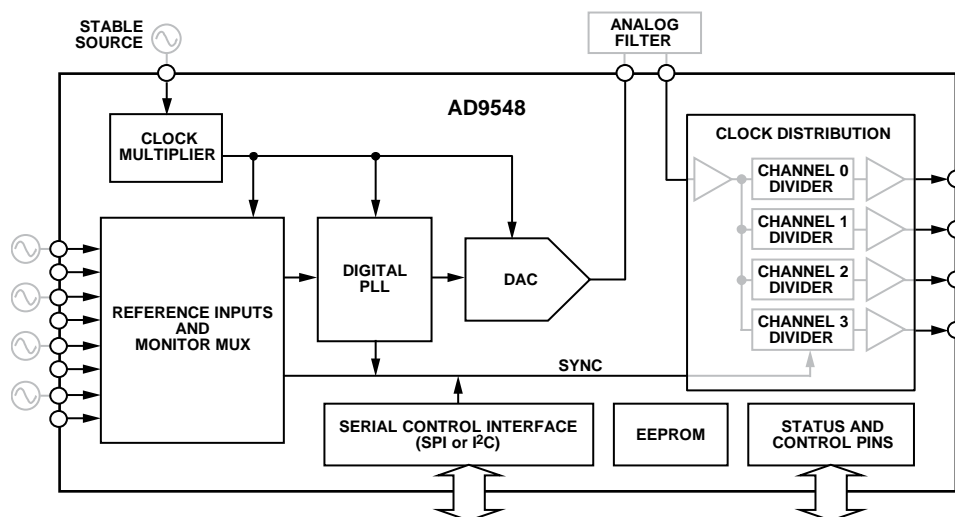 STABLE
SOURCE
ANALOG
FILTER
AD9548
CLOCK
MULTIPLIER
CLOCK DISTRIBUTION
CHANNEL 0
DIVIDER
CHANNEL 1
DIVIDER
CHANNEL 2
DIVIDER
CHANNEL 3
DIVIDER
DIGITAL
PLL
DAC
REFERENCE INPUTS
AND
MONITOR MUX
SYNC
SERIAL CONTROL INTERFACE
(SPI or I²C)
EEPROM
STATUS AND
CONTROL PINS